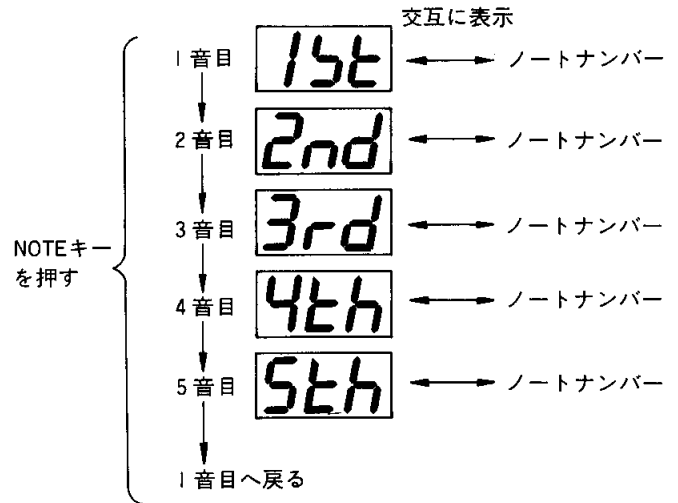 交互に表示
1音目 1St ノートナンバー
2音目 2nd ノートナンバー
3音目 3rd ノートナンバー
NOTEキー
を押す
4音目 4th ノートナンバー
5音目 5th ノートナンバー
1音目へ戻る